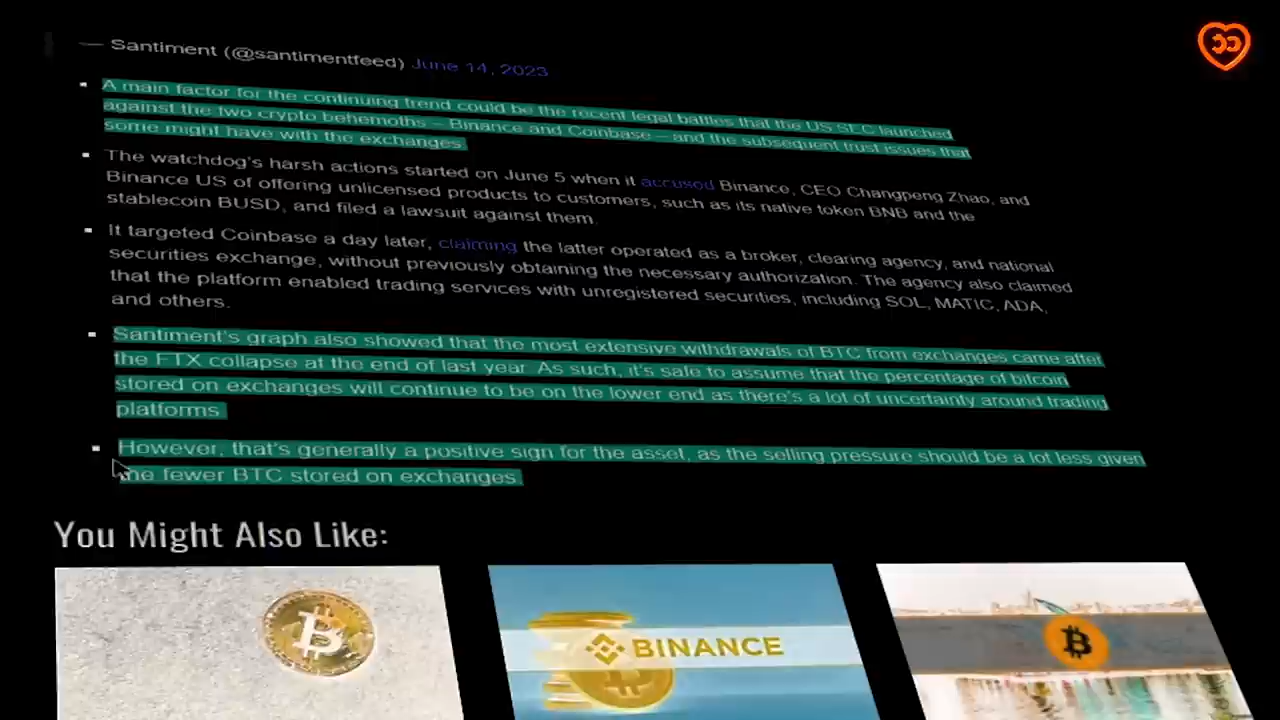 — Santiment (@santimentfeed) June 14, 2023
A main factor for the continuing trend could be the recent legal battles that the US SEC launched
against the two crypto behemoths – Binance and Coinbase – and the subsequent trust issues that
some might have with the exchanges.
The watchdog's harsh actions started on June 5 when it accused Binance, CEO Changpeng Zhao, and
Binance US of offering unlicensed products to customers, such as its native token BNB and the
stablecoin BUSD, and filed a lawsuit against them.
It targeted Coinbase a day later, claiming the latter operated as a broker, clearing agency, and national
securities exchange, without previously obtaining the necessary authorization. The agency also claimed
that the platform enabled trading services with unregistered securities, including SOL, MATIC, ADA,
and others.
Santiment's graph also showed that the most extensive withdrawals of BTC from exchanges came after
the FTX collapse at the end of last year. As such, it's safe to assume that the percentage of bitcoin
stored on exchanges will continue to be on the lower end as there's a lot of uncertainty around trading
platforms.
However, that's generally a positive sign for the asset, as the selling pressure should be a lot less given
the fewer BTC stored on exchanges.
You Might Also Like:
BINANCE